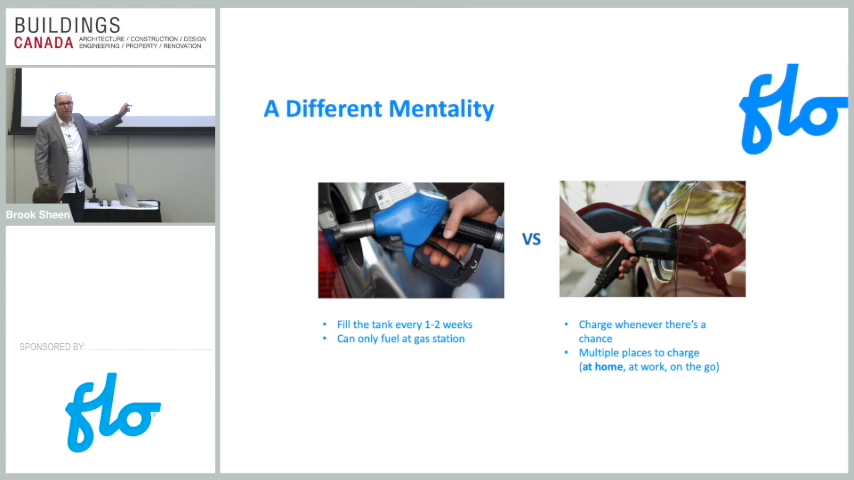 BUILDINGS
CANADA ARCHITECTURE / CONSTRUCTION / DESIGN
ENGINEERING / PROPERTY / RENOVATION
Brook Sheen
SPONSORED BY:
flo
A Different Mentality
flo
VS
• Fill the tank every 1-2 weeks
• Can only fuel at gas station
• Charge whenever there's a
chance
• Multiple places to charge
(at home, at work, on the go)